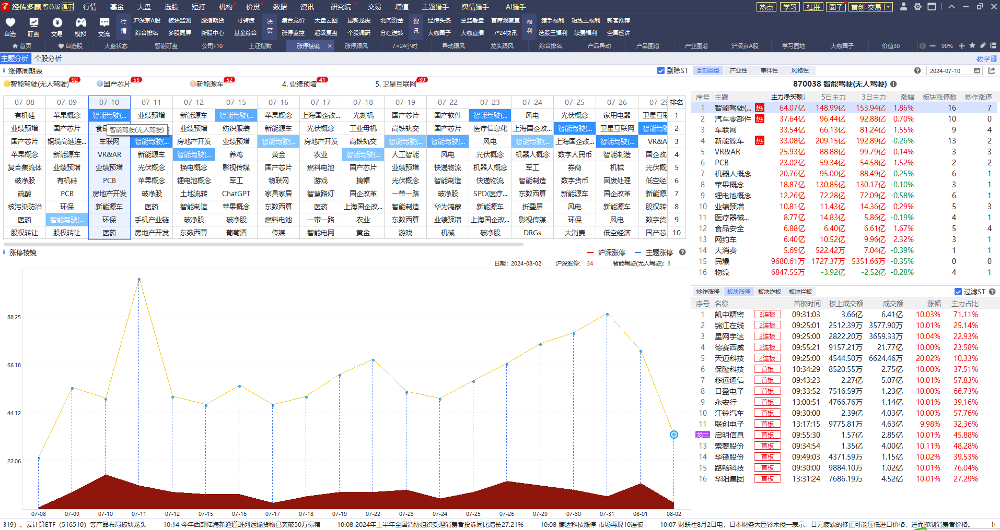 经传多赢 智尊版 演示 行情 基金 大盘 选股 短打 机构 价投 数据 资讯 研究院 交易 增值 主题猎手 舆情猎手 AI猎手 热点 学习 社群 圈子 首创-交易
自选 盯盘 交易 模拟 交流
行情 沪深京A股 板块监测 股指期货 可转债 决策 集合竞价 大盘云图 最新龙虎 北向资金 资讯 经传头条 总监看盘 首席观察室 福利 猎手福利 短线王福利 新客推荐
综合排名 多股同屏 新股中心 基金综合 涨停监控 超级复盘 个股调研 分红送转 大咖圈子 大咖直播 7*24快讯 选股王福利 续费福利 全国巡讲
首页 自选股 大盘状态 智能盯盘 公司F10 上证指数 涨停棱镜 × 涨停跟风 7×24小时 异动跟风 龙头跟风 综合排名 产品异动 产品图谱 产业图谱 沪深京A股 学习园地 大咖圈子 价值30 90%
主题分析 个股分析 教学
涨停周期表 剔除ST
1 智能驾驶(无人驾驶) 92 2 国产芯片 53 3 新能源车 52 4. 业绩预增 41 5. 卫星互联网 39
07-08 07-09 07-10 07-11 07-12 07-15 07-16 07-17 07-18 07-19 07-22 07-23 07-24 07-25 07-26 07-29 排名
有机硅 苹果概念 智能驾驶(... 业绩预增 新能源车 智能驾驶(... 苹果概念 上海国企改... 光刻机 国产芯片 国产软件 智能驾驶(... 风电 光伏概念 家用电器 卫星互联 1
业绩预增 国产芯片 食品 智能驾驶(无人驾驶) 业绩预增 纺织服装 新能源车 光伏概念 工业母机 高铁轨交 国产芯片 医疗信息化 上海国企改... 智能驾驶(... 卫星互联网 智能驾驶 2
国产芯片 铜缆高速连... 车联网 智能驾驶(... 房地产开发 业绩预增 智能驾驶(... 房地产开发 高铁轨交 智能驾驶(... 智能驾驶(... 风电 智能驾驶(... 上海国企改... 智能驾驶(... VR&A 3
苹果概念 新能源车 VR&AR 新能源车 智能驾驶(... 养鸡 黄金 农业 智能驾驶(... 人工智能 风电 光伏概念 机器人概念 数字人民币 智能制造 国企改 4
复合集流体 业绩预增 业绩预增 光伏概念 换电概念 影视传媒 国产芯片 燃料电池 国产芯片 业绩预增 快递物流 机器人概念 军工 券商 机械 光伏概 5
破净股 有机硅 PCB 苹果概念 锂电池概念 军工 物联网 游戏 摘帽 光伏概念 智能制造 快递物流 智能制造 数字货币 固废处理 低空经 6
硫酸 PCB 房地产开发 破净股 土地流转 ChatGPT 家具家居 智慧路灯 国企改革 一带一路 破净股 SPD(医疗... 东数西算 新能源车 国企改革 新能源 7
核污染防治 环保 新能源车 医药 智能制造 苹果概念 东数西算 医药 上海国企改... 智能制造 华为鸿蒙 新能源车 折叠屏 风电 新能源车 股权转 8
医药 智能驾驶(... 环保 手机产业链 破净股 破净股 燃料电池 一带一路 农业 东数西算 业绩预增 上海国企改... 影视传媒 环保 风电 数字货 9
股权转让 股权转让 医药 房地产开发 东数西算 葡萄酒 传媒 智能电网 黄金 游戏 机械 破净股 DRGs 大消费 低空经济 国产芯 10
涨停棱镜 沪深涨停 主题涨停
日期: 2024-08-02 沪深涨停: 34 智能驾驶(无人驾驶): 3
88.25
66.18
44.12
22.06
07-08 07-09 07-10 07-11 07-12 07-15 07-16 07-17 07-18 07-19 07-22 07-23 07-24 07-25 07-26 07-29 07-30 07-31 08-01 08-02
全部类型 产业性 事件性 风格性 2024-07-10
870038 智能驾驶(无人驾驶)
序号 主题 主力净买额↓ 5日主力 3日主力 涨幅 板块涨停数 炒作涨停
1 智能驾驶(... 热 64.07亿 148.99亿 153.94亿 1.86% 16 7
2 汽车零部件 热 37.64亿 96.44亿 92.88亿 0.70% 10 0
3 车联网 33.54亿 66.13亿 81.24亿 1.55% 9 4
4 新能源车 热 33.08亿 209.15亿 192.89亿 -0.26% 13 2
5 VR&AR 25.93亿 88.88亿 99.79亿 0.14% 3 3
6 PCB 23.02亿 59.34亿 54.58亿 1.52% 2 2
7 机器人概念 20.76亿 95.00亿 88.49亿 -0.25% 6 1
8 苹果概念 18.87亿 130.85亿 130.17亿 -0.10% 3 1
9 锂电池概念 12.26亿 72.28亿 72.09亿 -0.58% 6 1
10 业绩预增 10.81亿 11.43亿 14.36亿 0.29% 5 3
11 医疗器械... 8.77亿 14.83亿 5.86亿 -0.19% 4 1
12 食品安全 6.88亿 6.40亿 6.61亿 1.67% 5 4
13 网约车 6.40亿 10.52亿 9.96亿 2.32% 3 1
14 大消费 5.69亿 522.42万 7.04亿 -0.39% 1 1
15 民爆 9680.61万 1727.37万 5351.66万 -0.35% 0 0
16 物流 6847.55万 -3.92亿 -2.52亿 -0.28% 4 1
炒作涨停 板块涨停 板块炸板 板块烂板 过滤ST
序号 名称 首板时间 板上成交额 成交额 涨幅 主力占比
1 凯中精密 3连板 09:31:03 3.66亿 6.41亿 10.03% 71.11%
2 锦江在线 2连板 09:25:01 2512.39万 3577.90万 10.01% 25.14%
3 星网宇达 2连板 09:25:00 2822.20万 3659.33万 10.04% 22.93%
4 德赛西威 2连板 09:55:21 9157.21万 21.77亿 10.00% 23.58%
5 天迈科技 2连板 09:25:00 4544.50万 6624.46万 20.02% 10.33%
6 保隆科技 首板 10:34:29 8520.55万 2.75亿 10.00% 37.51%
7 移远通信 首板 09:43:23 2.27亿 5.07亿 10.01% 57.83%
8 日盈电子 首板 09:33:52 7516.59万 1.23亿 10.00% 66.73%
9 永安行 首板 13:00:51 4766.76万 1.14亿 10.01% 39.16%
10 江铃汽车 首板 09:30:00 2.39亿 4.03亿 10.00% 57.76%
11 联创电子 首板 13:17:15 9775.81万 4.63亿 9.98% 32.36%
龙二 启明信息 首板 09:55:30 1.57亿 2.85亿 10.01% 45.88%
13 索菱股份 首板 09:34:54 1.35亿 4.00亿 10.11% 48.28%
14 华锋股份 首板 09:49:03 4371.59万 1.15亿 10.02% 39.53%
15 路畅科技 首板 09:30:00 9884.10万 1.02亿 10.01% 76.04%
16 华阳集团 首板 13:31:24 7686.19万 4.52亿 10.01% 27.29%
819）、云计算ETF（516510）等产品布局板块龙头 10:14 今年西部陆海新通道班列运输货物已突破50万标箱 10:08 2024年上半年全国消协组织受理消费者投诉同比增长27.21% 10:08 腾达科技涨停 市场再现10连板 10:07 财联社8月2日电，日本财务大臣铃木俊一表示，日元疲软的修正可能压低进口价格，进而抑制消费者价格。 1